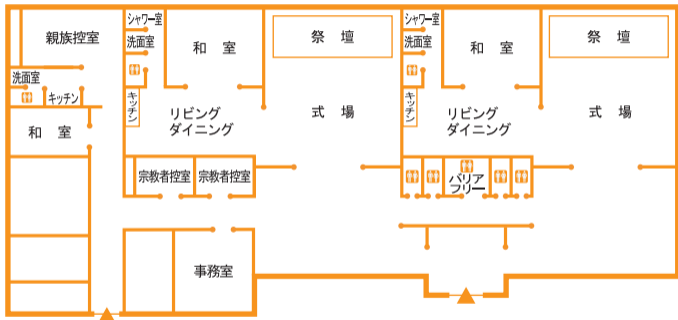 親族控室
洗面室
キッチン
和 室
シャワー室
洗面室
キッチン
和 室
リビング
ダイニング
祭 壇
式 場
宗教者控室
宗教者控室
事務室
シャワー室
洗面室
キッチン
和 室
リビング
ダイニング
祭 壇
式 場
バリア
フリー